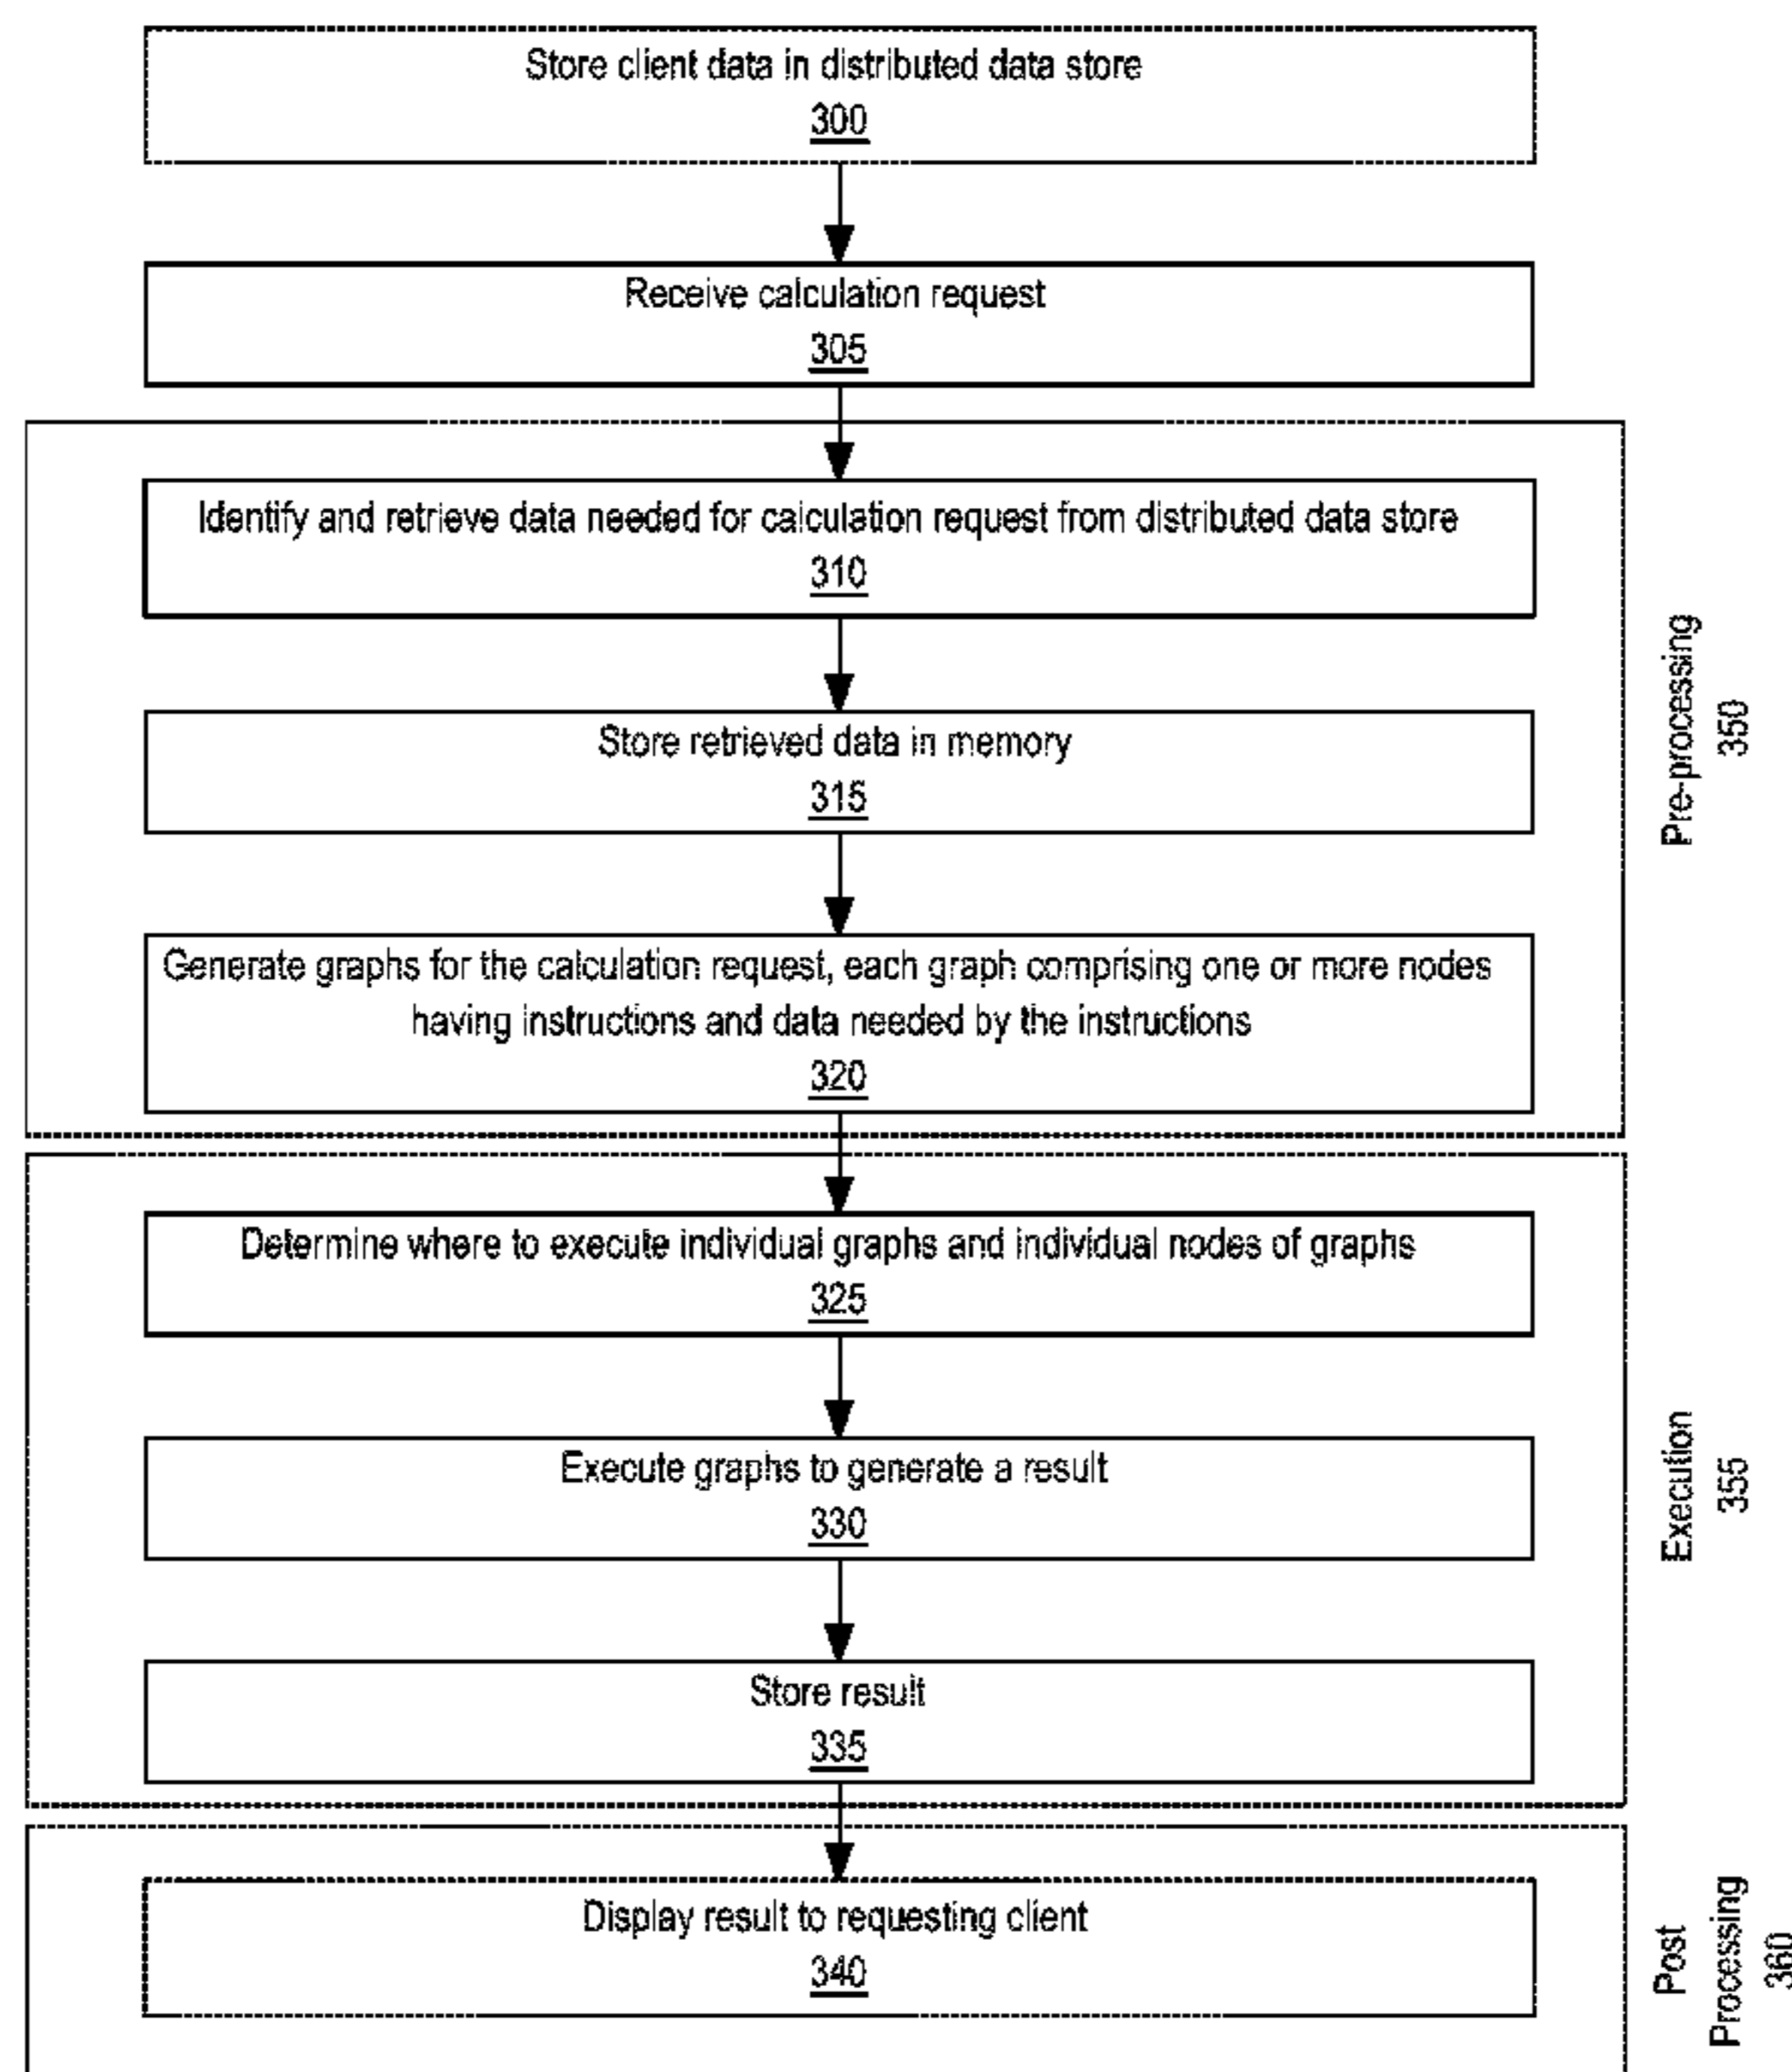 Store client data in distributed data store
300
Receive calculation request
305
Identify and retrieve data needed for calculation request from distributed data store
310
Store retrieved data in memory
315
Generate graphs for the calculation request, each graph comprising one or more nodes
having instructions and data needed by the instructions
320
Pre-processing
350
Determine where to execute individual graphs and individual nodes of graphs
325
Execute graphs to generate a result
330
Store result
335
Execution
355
Display result to requesting client
340
Post
Processing
360